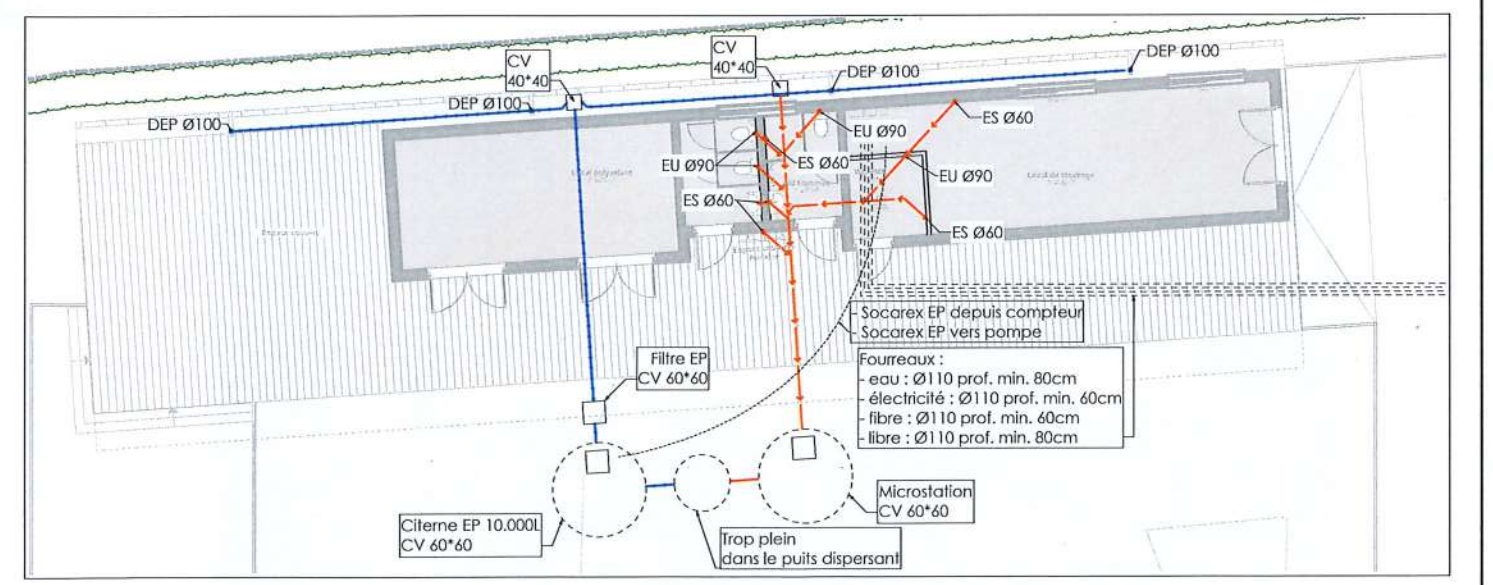 CV
40*40
CV
40*40
DEP Ø100
DEP Ø100
DEP Ø100
DEP Ø100
ES Ø60
EU Ø90
EU Ø90
ES Ø60
EU Ø90
ES Ø60
ES Ø60
- Socarex EP depuis compteur
- Socarex EP vers pompe
Filtre EP
CV 60*60
Fourreaux :
- eau : Ø110 prof. min. 80cm
- électricité : Ø110 prof. min. 60cm
- fibre : Ø110 prof. min. 60cm
- libre : Ø110 prof. min. 80cm
Microstation
CV 60*60
Citerne EP 10.000L
CV 60*60
Trop plein
dans le puits dispersant